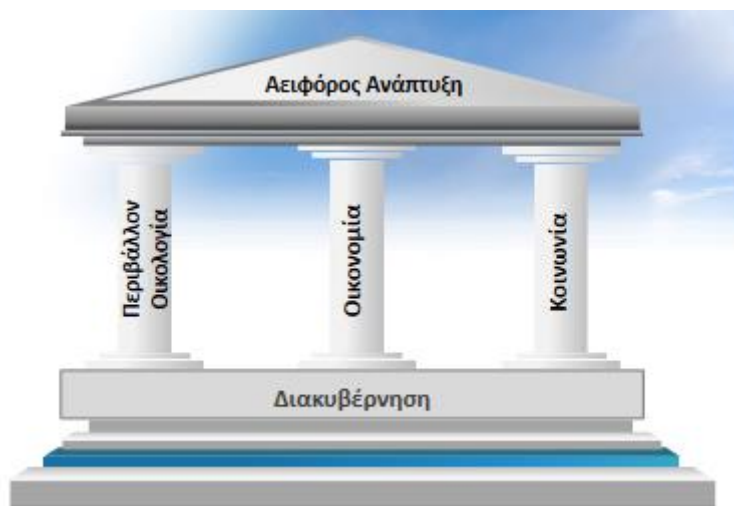 Αειφόρος Ανάπτυξη
Περιβάλλον
Οικολογία
Οικονομία
Κοινωνία
Διακυβέρνηση